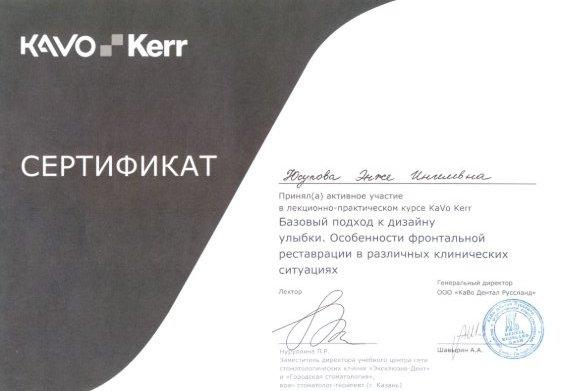 KAVO Kerr
СЕРТИФИКАТ
Юсупова Энже Ингилевна
Принял(а) активное участие
в лекционно-практическом курсе KaVo Kerr
Базовый подход к дизайну
улыбки. Особенности фронтальной
реставрации в различных клинических
ситуациях
Лектор
Генеральный директор
ООО «КаВо Дентал Руссланд»
Шавырин А.А.
Нуруллина Л.Р.
Заместитель директора учебного центра сети
стоматологических клиник «Эксклюзив-Дент»
и «Городская стоматология»,
врач стоматолог-терапевт (г. Казань)